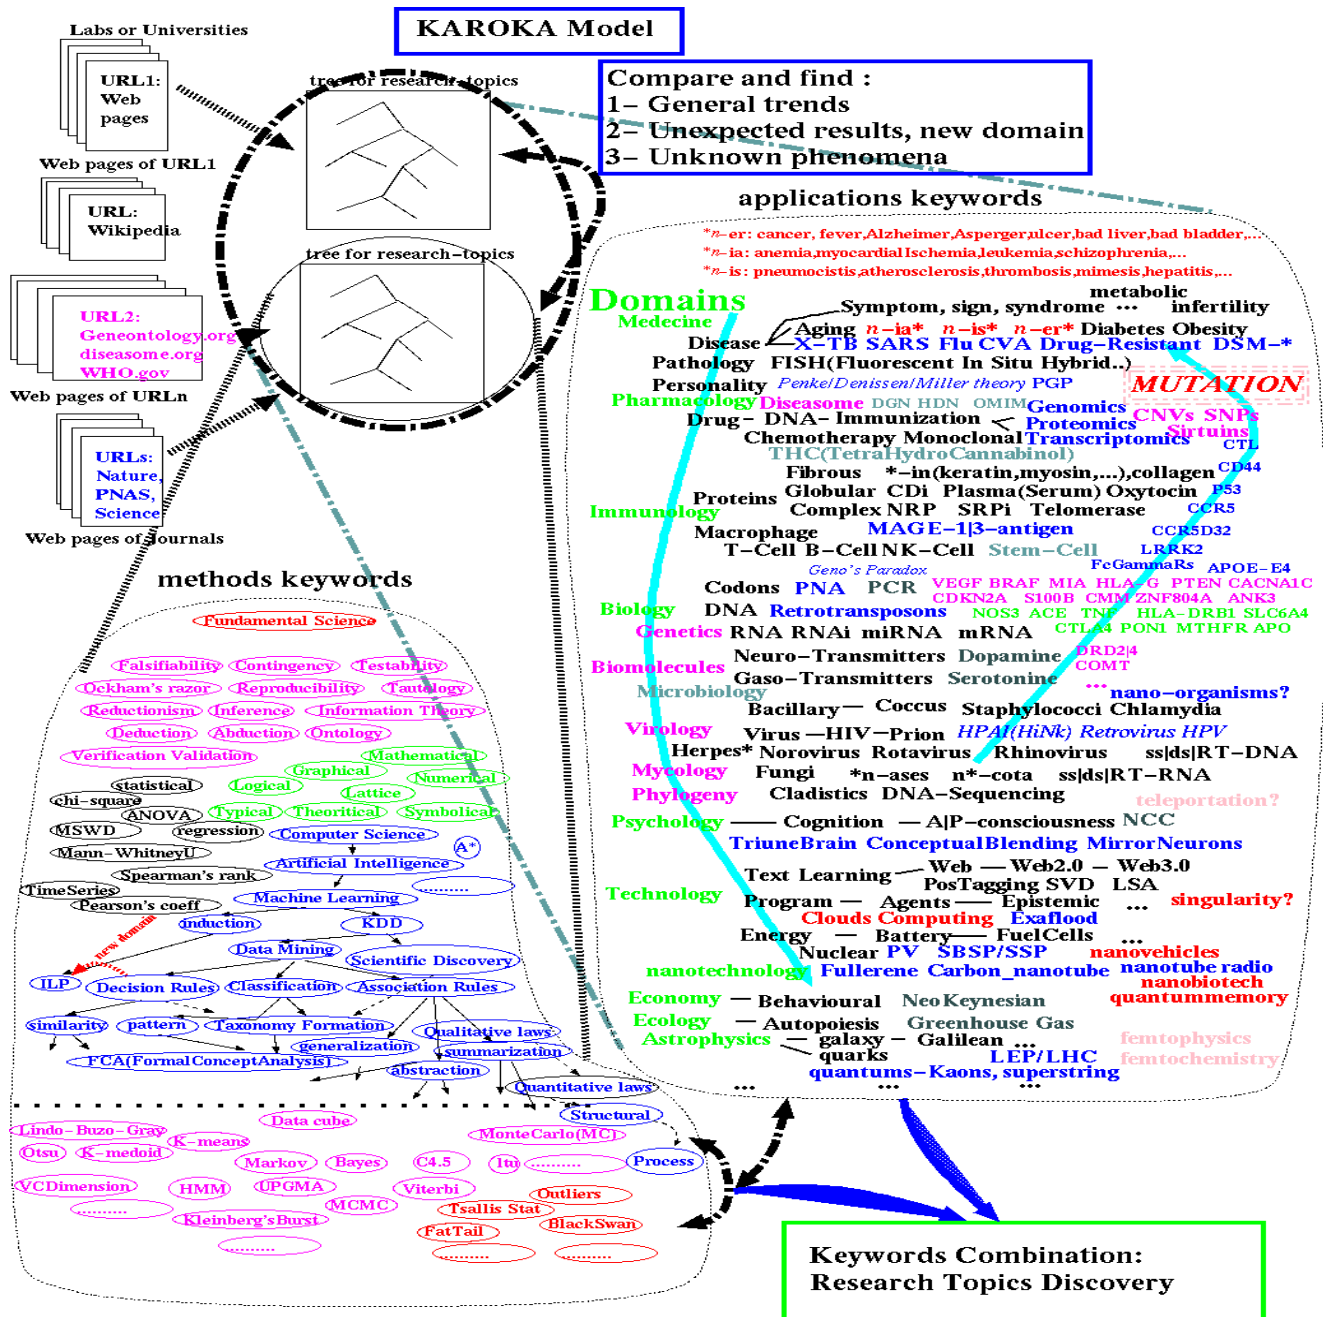 KAROKA Model
Labs or Universities
URL1:
Web
pages
Web pages of URL1
URL:
Wikipedia
URL2:
Geneontology.org
diseasome.org
WHO.gov
Web pages of URLn
URLs:
Nature,
PNAS,
Science
Web pages of Journals
tree for research-topics
tree for research-topics
Compare and find :
1- General trends
2- Unexpected results, new domain
3- Unknown phenomena
applications keywords
*n-er: cancer, fever,Alzheimer,Asperger,ulcer,bad liver,bad bladder,...
*n-ia: anemia,myocardialIschemia,leukemia,schizophrenia,...
*n-is: pneumocistis,atherosclerosis,thrombosis,mimesis,hepatitis,...
Domains
metabolic
Symptom, sign, syndrome ... infertility
Medecine
Aging n-ia* n-is* n-er* Diabetes Obesity
Disease X-TB SARS Flu CVA Drug-Resistant DSM-*
Pathology FISH(Fluorescent In Situ Hybrid..)
Personality Penke/Denissen/Miller theory PGP
MUTATION
Pharmacology Diseasome DGN HDN OMIM Genomics
CNVs SNPs
Drug- DNA- Immunization Proteomics
Sirtuins
Chemotherapy Monoclonal Transcriptomics CTL
THC(TetraHydroCannabinol)
Fibrous *-in(keratin,myosin,...),collagen CD44
Proteins Globular CDi Plasma(Serum) Oxytocin P53
Immunology Complex NRP SRPi Telomerase CCR5
Macrophage MAGE-1|3-antigen CCR5D32
T-Cell B-Cell NK-Cell Stem-Cell LRRK2
Geno's Paradox FcGammaRs APOE-E4
Codons PNA PCR VEGF BRAF MIA HLA-G PTEN CACNA1C
CDKN2A S100B CMM ZNF804A ANK3
Biology DNA Retrotransposons NOS3 ACE TNF HLA-DRB1 SLC6A4
Genetics RNA RNAi miRNA mRNA CTLA4 PON1 MTHFR APO
Neuro-Transmitters Dopamine DRD2|4
Biomolecules COMT
Gaso-Transmitters Serotonine ...
Microbiology nano-organisms?
Bacillary - Coccus Staphylococci Chlamydia
Virology Virus -HIV-Prion HPAI(HiNk) Retrovirus HPV
Herpes* Norovirus Rotavirus Rhinovirus ss|ds|RT-DNA
Mycology Fungi *n-ases n*-cota ss|ds|RT-RNA
Phylogeny Cladistics DNA-Sequencing teleportation?
Psychology - Cognition - A|P-consciousness NCC
TriuneBrain ConceptualBlending MirrorNeurons
Text Learning Web - Web2.0 - Web3.0
PosTagging SVD LSA
Technology Program - Agents - Epistemic ... singularity?
Clouds Computing Exaflood
Energy - Battery - FuelCells ...
Nuclear PV SBSP/SSP nanovehicles
nanotechnology Fullerene Carbon_nanotube nanotube radio
nanobiotech
Economy - Behavioural NeoKeynesian quantummemory
Ecology - Autopoiesis Greenhouse Gas
Astrophysics - galaxy - Galilean ... femtophysics
quarks LEP/LHC femtochemistry
quantums-Kaons, superstring
... ... ...
methods keywords
Fundamental Science
Falsifiability Contingency Testability
Ockham's razor Reproducibility Tautology
Reductionism Inference Information Theory
Deduction Abduction Ontology
Verification Validation Mathematical
Graphical Numerical
statistical Logical Lattice
chi-square Typical Theoritical Symbolical
ANOVA
MSWD regression Computer Science
Mann-WhitneyU Artificial Intelligence A*
Spearman's rank ..........
TimeSeries Machine Learning
Pearson's coeff
new domain
induction KDD
Data Mining Scientific Discovery
ILP Decision Rules Classification Association Rules
similarity pattern Taxonomy Formation Qualitative laws
generalization summarization
FCA(FormalConceptAnalysis) abstraction
Quantitative laws
Structural
Process
Data cube
Lindo-Buzo-Gray K-means MonteCarlo(MC)
Otsu K-medoid Markov Bayes C4.5 1tu ..........
VCDimension HMM UPGMA Viterbi
.......... MCMC
Kleinberg'sBurst
..........
Outliers
Tsallis Stat
FatTail BlackSwan
.......... ..........
Keywords Combination:
Research Topics Discovery